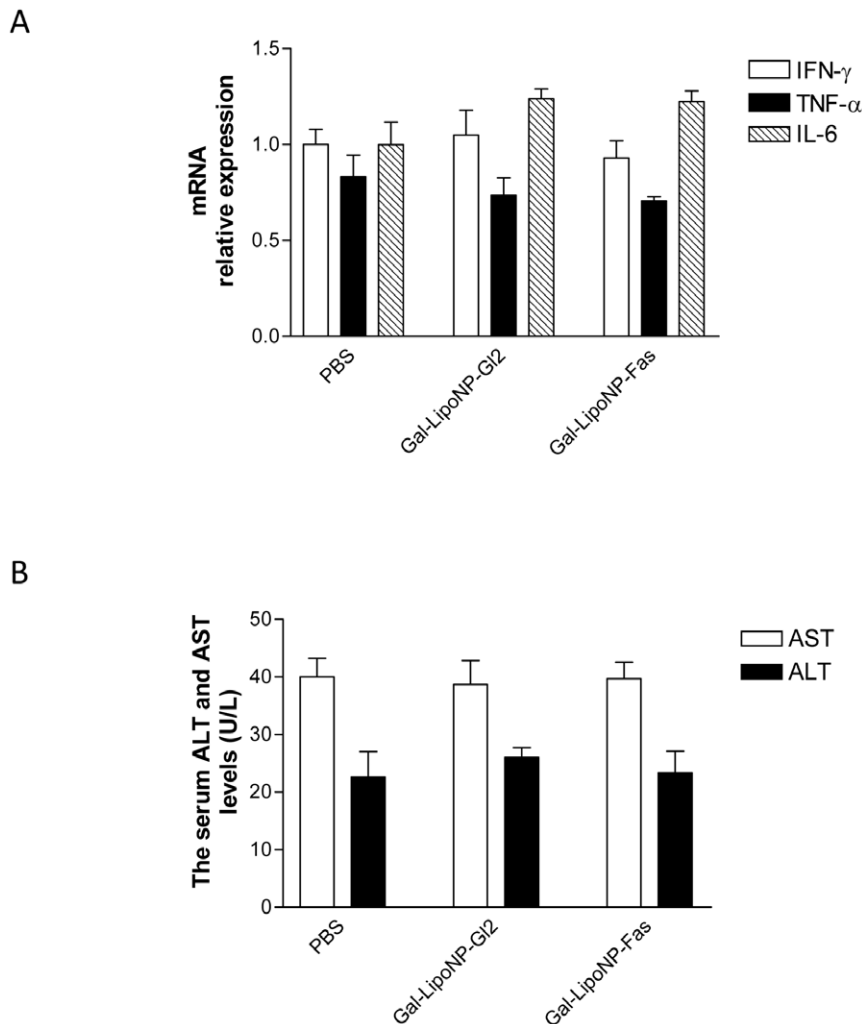 A
1.5
1.0
0.5
0.0
mRNA
relative expression
IFN-γ
TNF-α
IL-6
PBS
Gal-LipoNP-Gl2
Gal-LipoNP-Fas
B
50
40
30
20
10
0
The serum ALT and AST
levels (U/L)
AST
ALT
PBS
Gal-LipoNP-Gl2
Gal-LipoNP-Fas